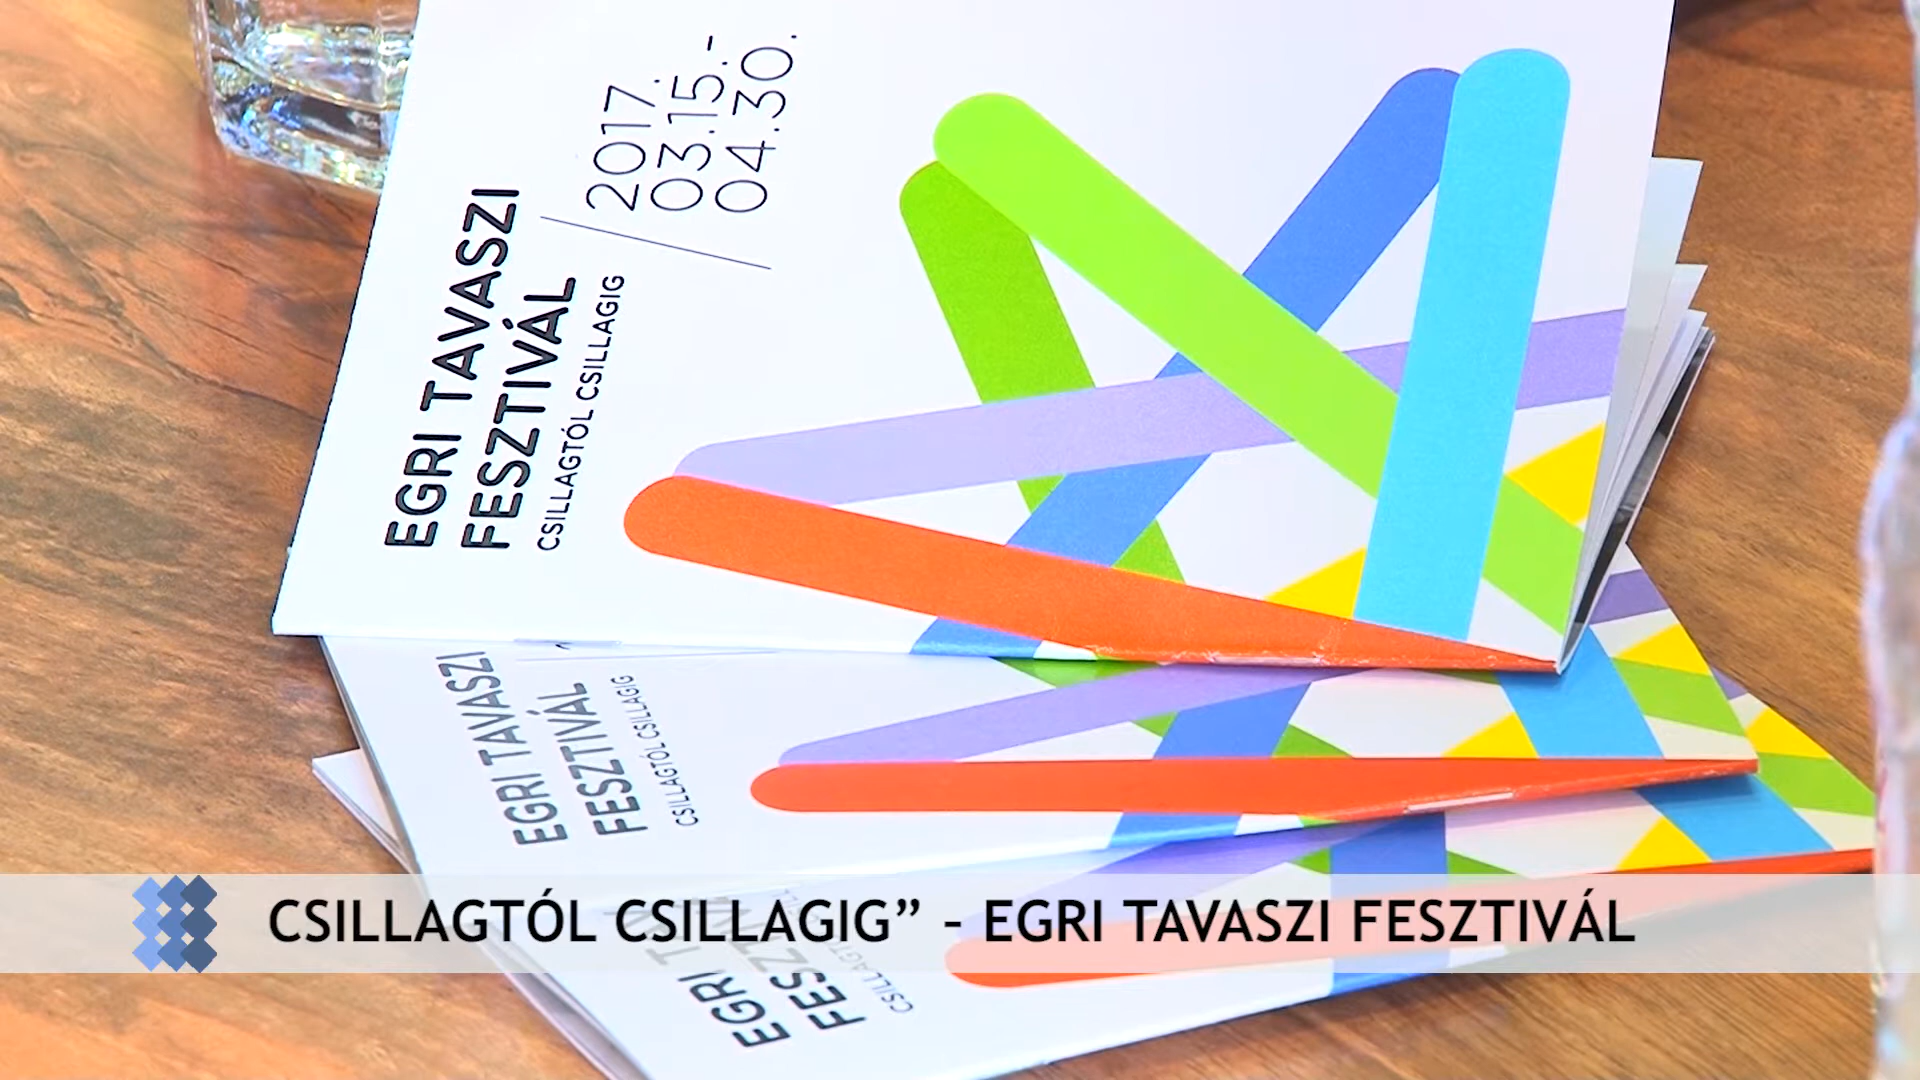 EGRI TAVASZI
FESZTIVÁL
CSILLAGTÓL CSILLAGIG
2017.
03.15.-
04.30.
EGRI TAVASZI
FESZTIVÁL
CSILLAGTÓL CSILLAGIG
EGRI
CSILLAGTÓL CSILLAGIG” – EGRI TAVASZI FESZTIVÁL